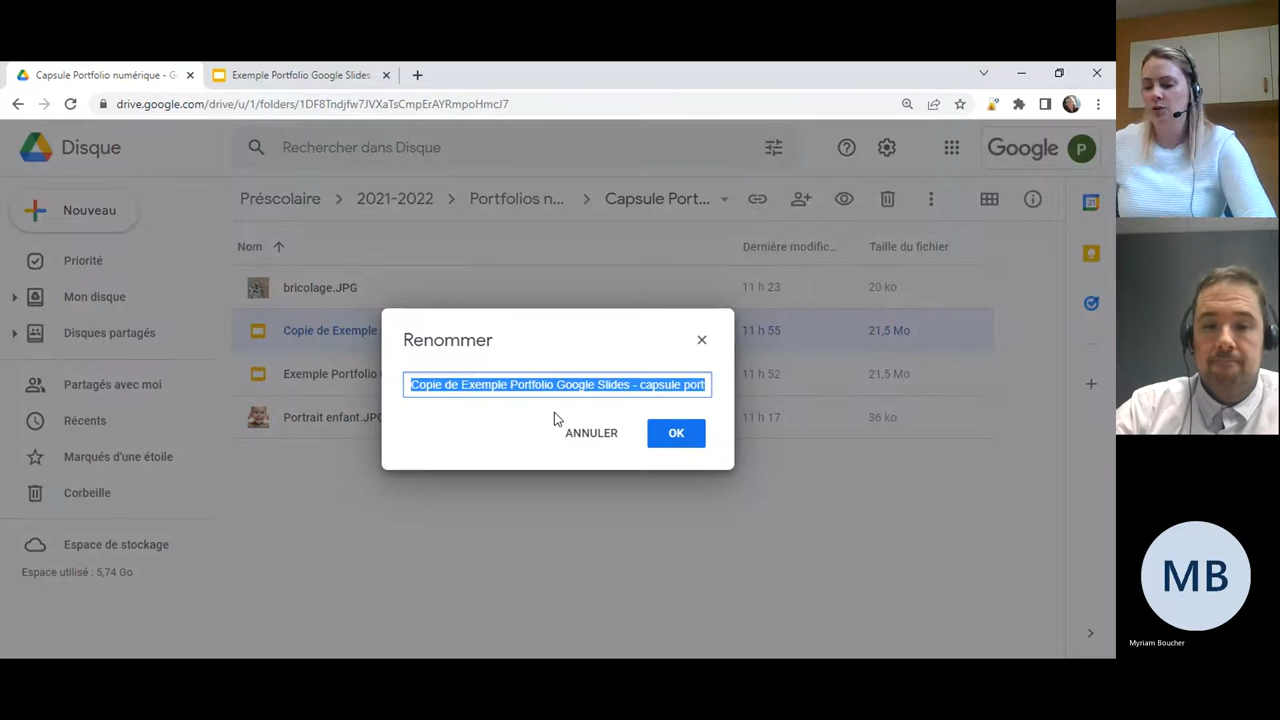 Capsule Portfolio numérique - G
Exemple Portfolio Google Slides
drive.google.com/drive/u/1/folders/1DF8Tndjfw7JVXaTsCmpErAYRmpoHmcJ7
Disque
Rechercher dans Disque
Google
P
Nouveau
Préscolaire
2021-2022
Portfolios n...
Capsule Port...
Nom
Dernière modific...
Taille du fichier
Priorité
Mon disque
Disques partagés
Partagés avec moi
Récents
Marqués d'une étoile
Corbeille
Espace de stockage
Espace utilisé : 5,74 Go
bricolage.JPG
11 h 23
20 ko
Copie de Exemple
11 h 55
21,5 Mo
Exemple Portfolio
11 h 52
21,5 Mo
Portrait enfant.JPG
11 h 17
36 ko
Renommer
Copie de Exemple Portfolio Google Slides - capsule port
ANNULER
OK
MB
Myriam Boucher